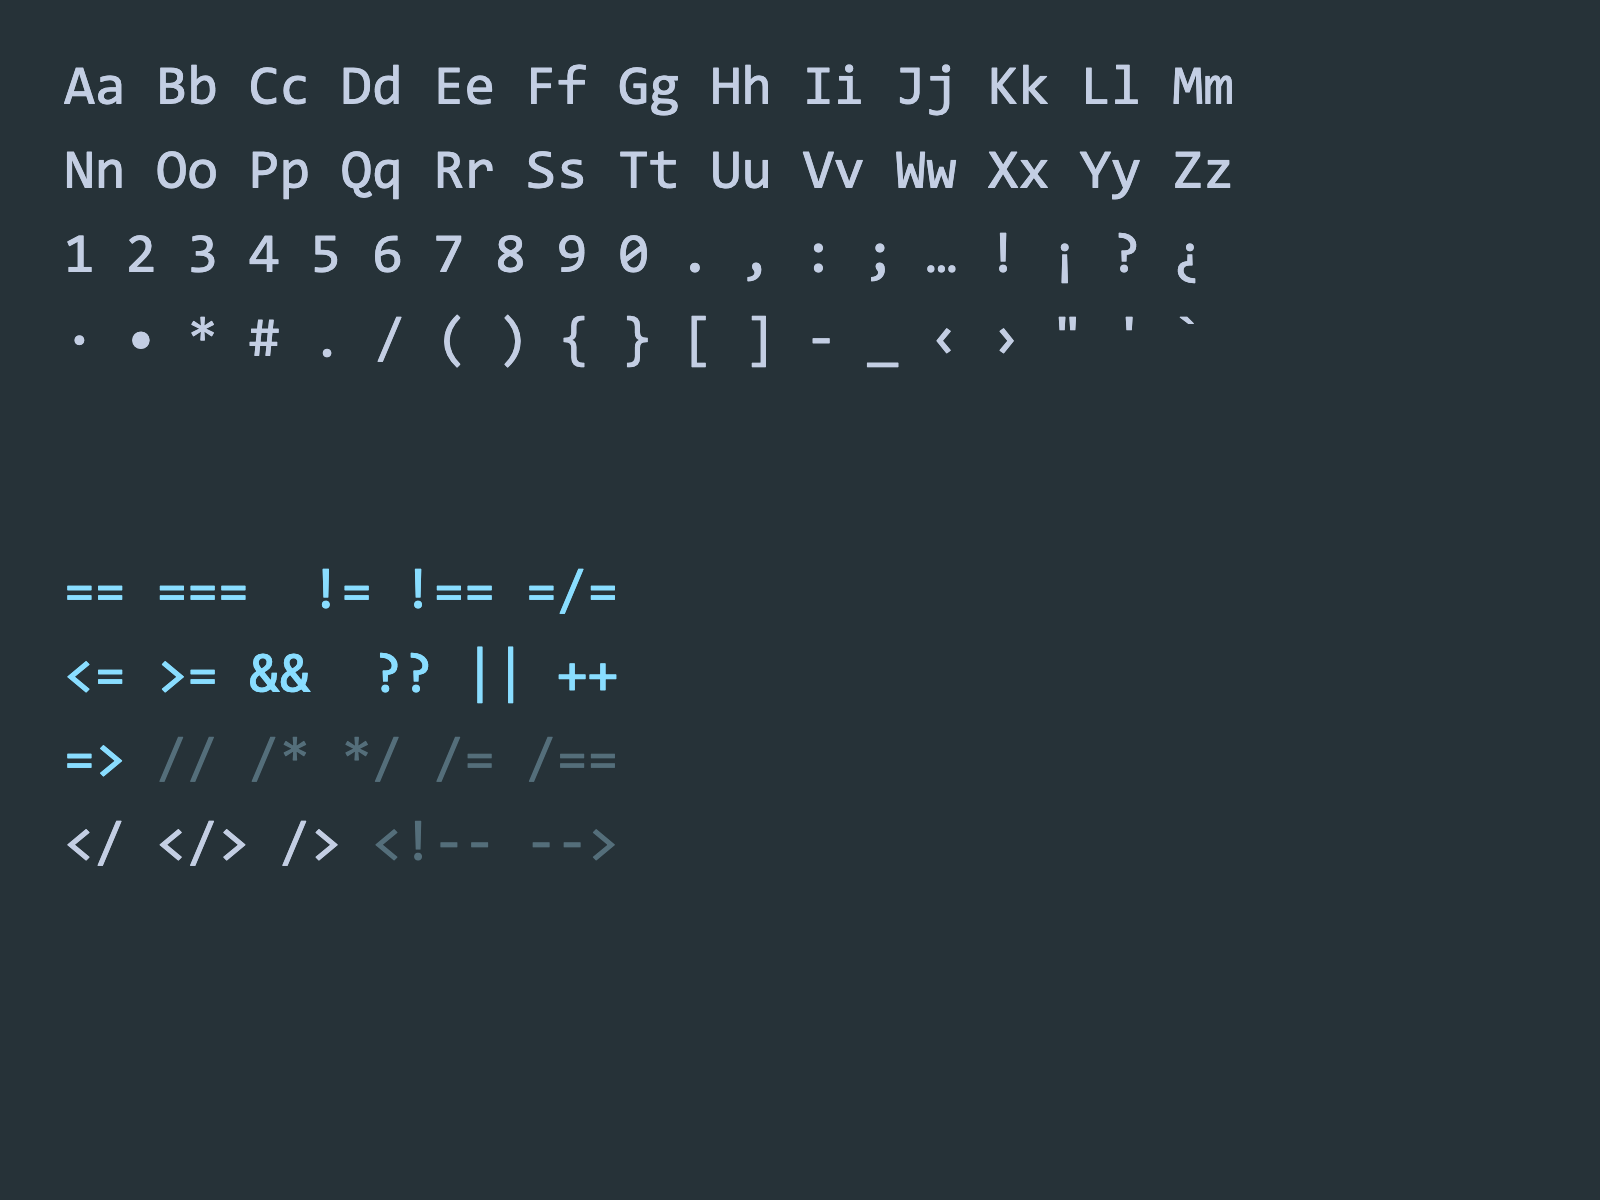 Aa Bb Cc Dd Ee Ff Gg Hh Ii Jj Kk Ll Mm
Nn Oo Pp Qq Rr Ss Tt Uu Vv Ww Xx Yy Zz
1 2 3 4 5 6 7 8 9 0 . , : ; … ! ¡ ? ¿
· • * # . / ( ) { } [ ] - _ ‹ › " ' `
== ===  != !== =/=
<= >= &&  ?? || ++
=> // /* */ /= /==
</ </> /> <!-- -->